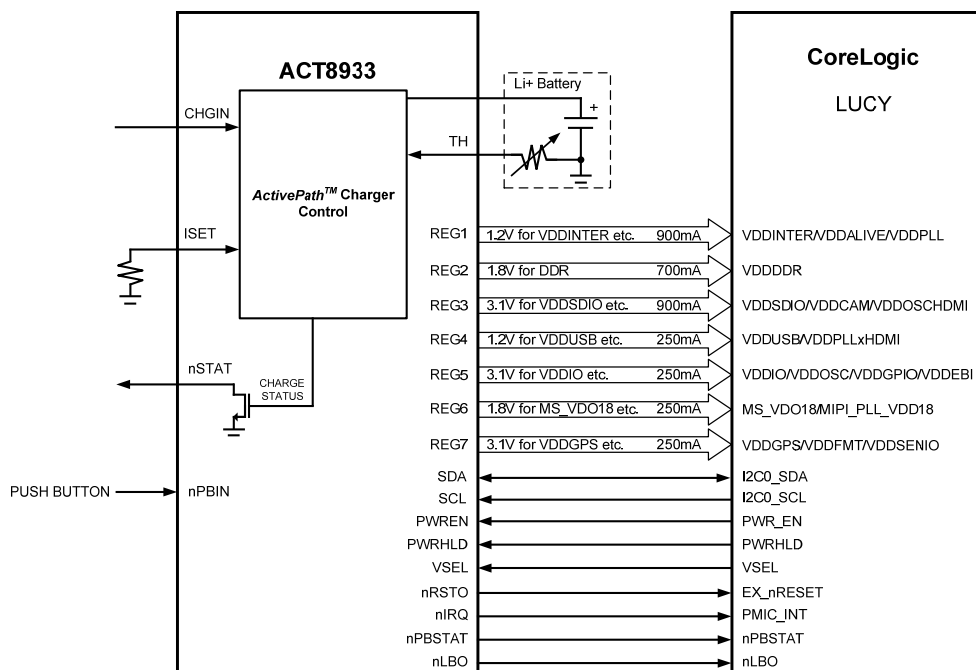 ACT8933
CoreLogic
LUCY
Li+ Battery
+
CHGIN
TH
ActivePath™ Charger
Control
ISET
REG1 1.2V for VDDINTER etc. 900mA VDDINTER/VDDALIVE/VDDPLL
REG2 1.8V for DDR 700mA VDDDDR
REG3 3.1V for VDDSDIO etc. 900mA VDDSDIO/VDDCAM/VDDOSCHDMI
REG4 1.2V for VDDUSB etc. 250mA VDDUSB/VDDPLLxHDMI
REG5 3.1V for VDDIO etc. 250mA VDDIO/VDDOSC/VDDGPIO/VDDEBI
REG6 1.8V for MS_VDO18 etc. 250mA MS_VDO18/MIPI_PLL_VDD18
REG7 3.1V for VDDGPS etc. 250mA VDDGPS/VDDFMT/VDDSENIO
nSTAT
CHARGE
STATUS
PUSH BUTTON nPBIN
SDA I2C0_SDA
SCL I2C0_SCL
PWREN PWR_EN
PWRHLD PWRHLD
VSEL VSEL
nRSTO EX_nRESET
nIRQ PMIC_INT
nPBSTAT nPBSTAT
nLBO nLBO